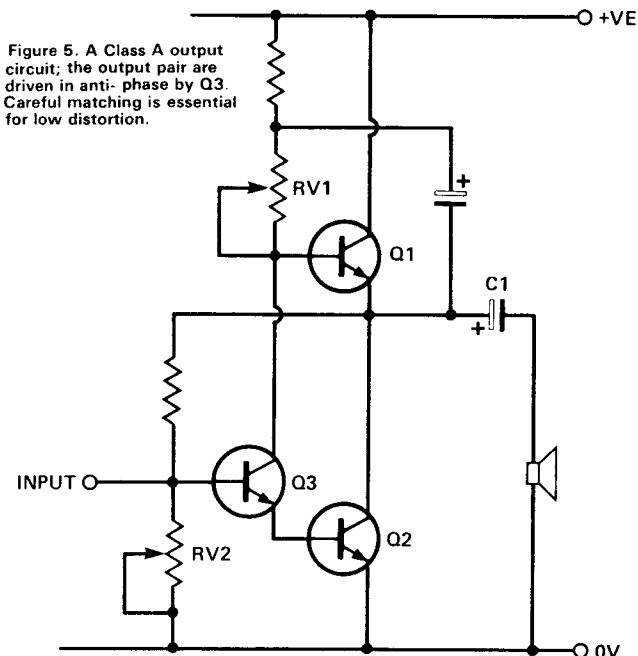 +VE
Figure 5. A Class A output
circuit; the output pair are
driven in anti- phase by Q3.
Careful matching is essential
for low distortion.
RV1
+
Q1
C1
+
INPUT
Q3
Q2
RV2
0V